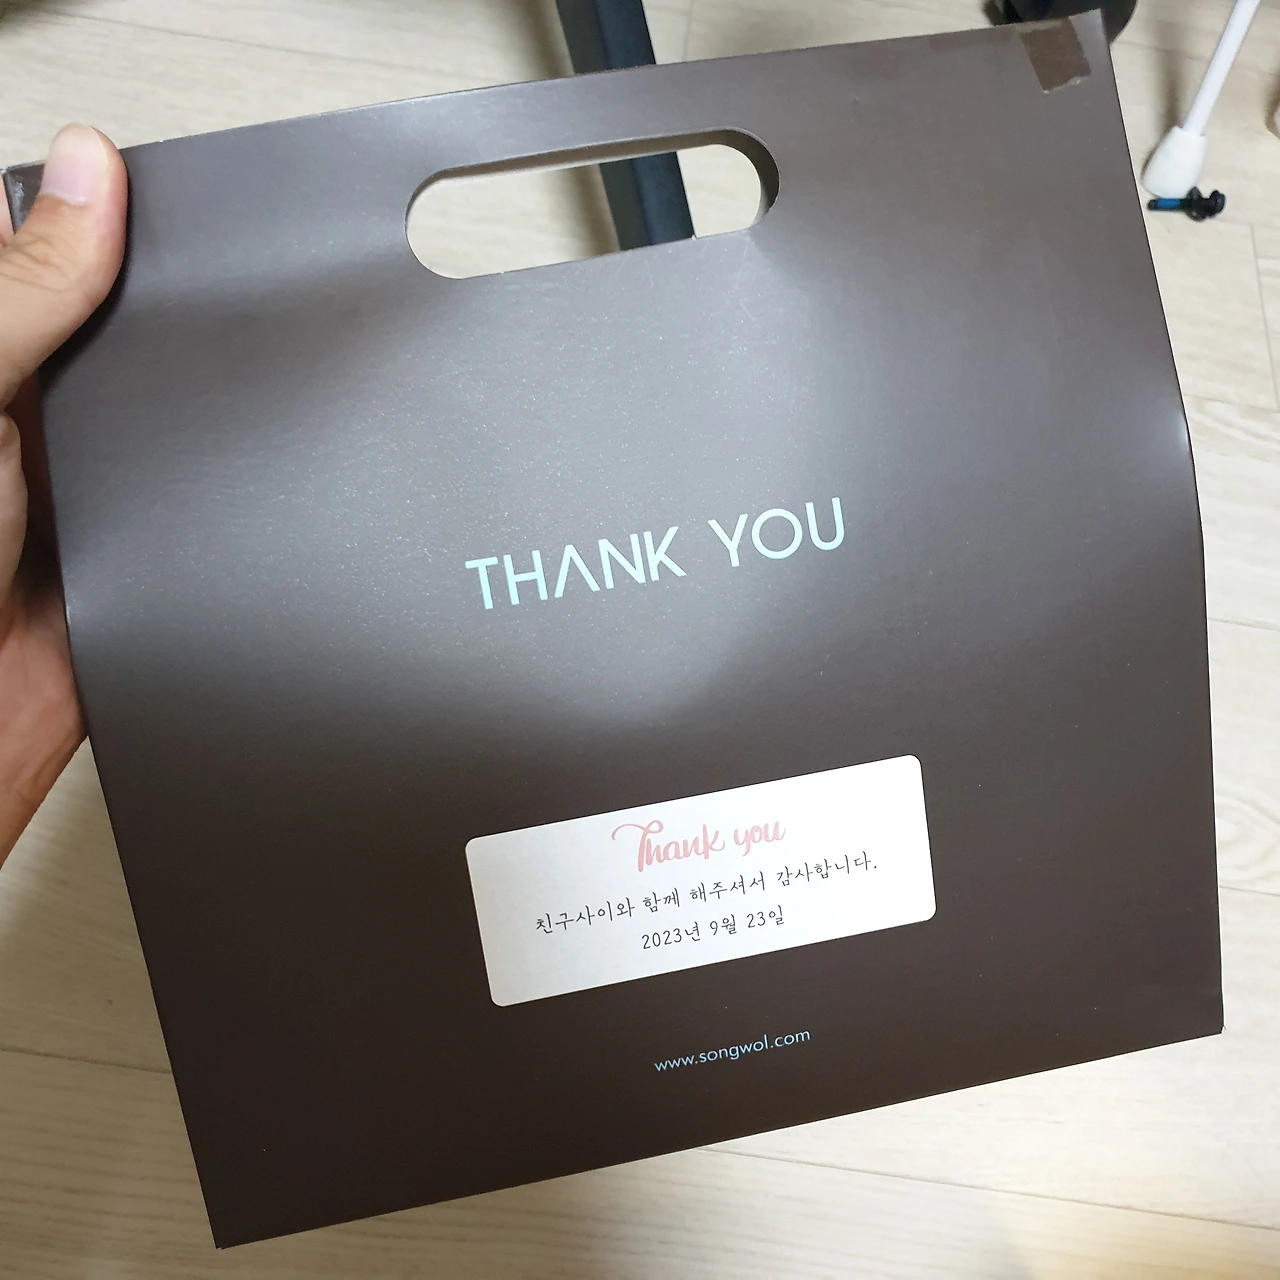 THANK YOU
Thank you
친구사이와 함께 해주셔서 감사합니다.
2023년 9월 23일
www.songwol.com